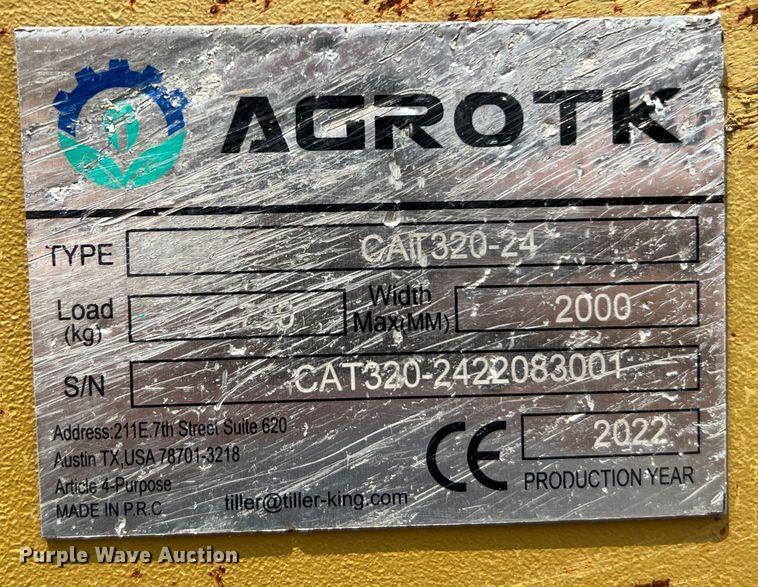 AGROTK
TYPE CAT320-24
Load (kg) Width Max(MM) 2000
S/N CAT320-2422083001
Address:211E.7th Street Suite 620
Austin TX,USA 78701-3218
Article 4-Purpose
MADE IN P.R.C
tiller@tiller-king.com
CE
2022
PRODUCTION YEAR
Purple Wave Auction